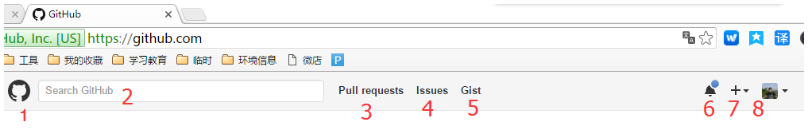 GitHub
Hub, Inc. [US] https://github.com
工具 我的收藏 学习教育 临时 环境信息 微店 P
Search GitHub Pull requests Issues Gist
1 2 3 4 5 6 7 8